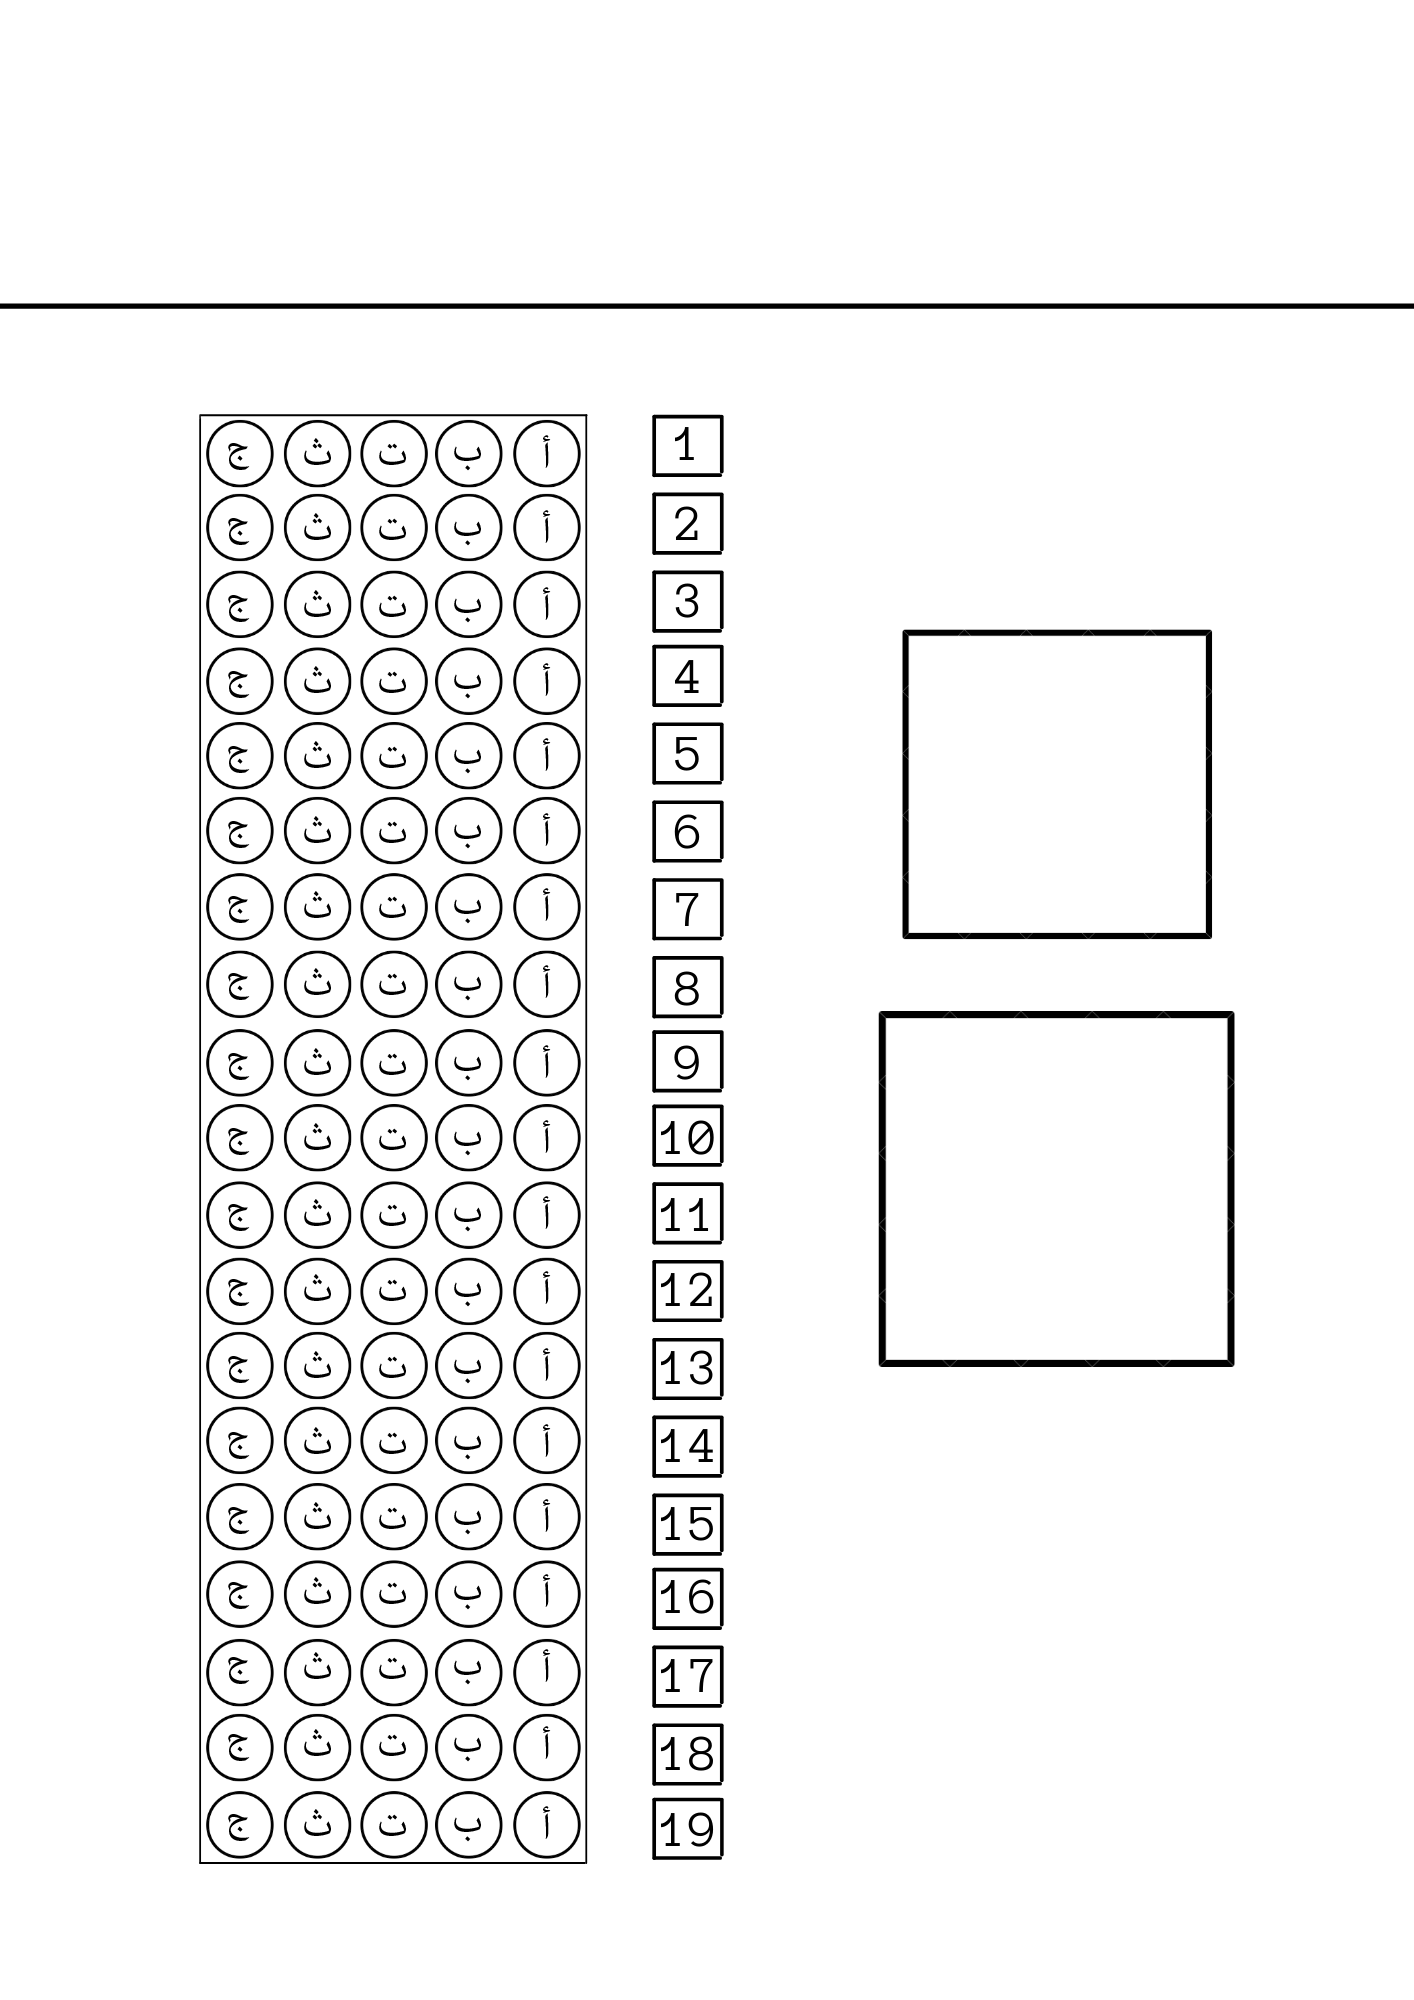 1 أ ب ت ث ج
2 أ ب ت ث ج
3 أ ب ت ث ج
4 أ ب ت ث ج
5 أ ب ت ث ج
6 أ ب ت ث ج
7 أ ب ت ث ج
8 أ ب ت ث ج
9 أ ب ت ث ج
10 أ ب ت ث ج
11 أ ب ت ث ج
12 أ ب ت ث ج
13 أ ب ت ث ج
14 أ ب ت ث ج
15 أ ب ت ث ج
16 أ ب ت ث ج
17 أ ب ت ث ج
18 أ ب ت ث ج
19 أ ب ت ث ج